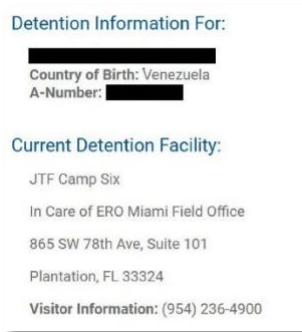 Detention Information For:
Country of Birth: Venezuela
A-Number:
Current Detention Facility:
JTF Camp Six
In Care of ERO Miami Field Office
865 SW 78th Ave, Suite 101
Plantation, FL 33324
Visitor Information: (954) 236-4900